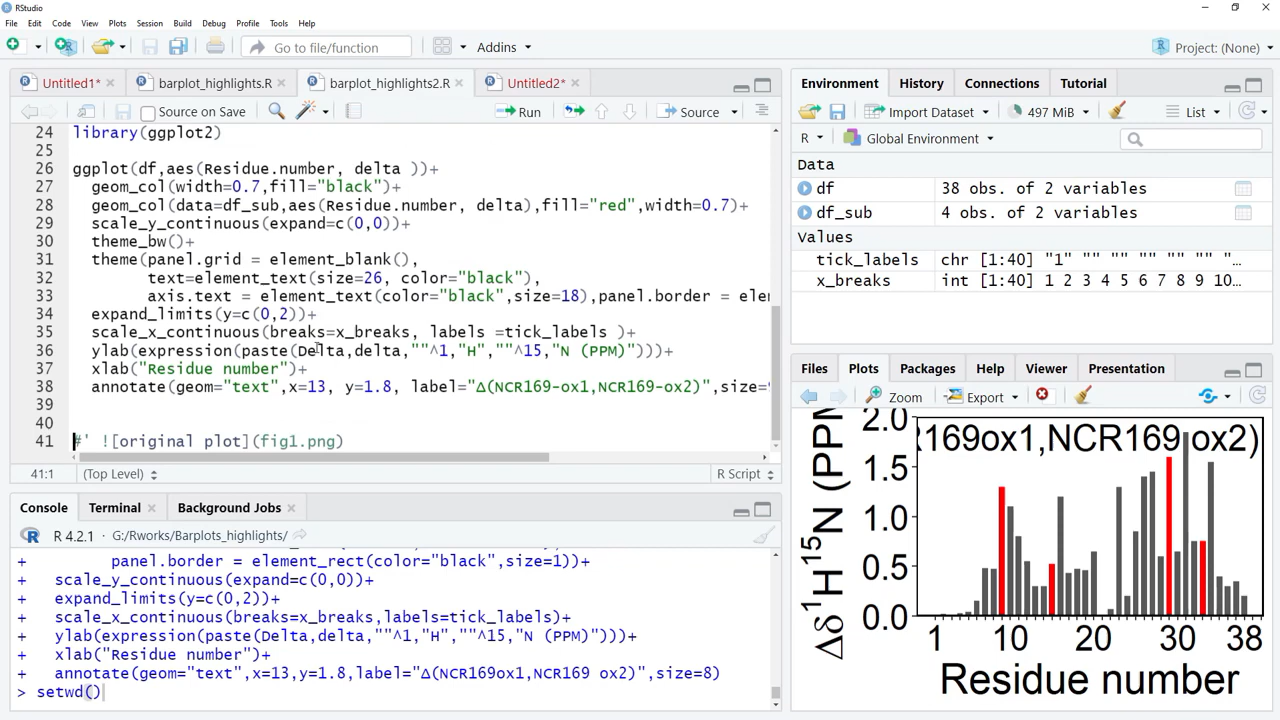 RStudio
File Edit Code View Plots Session Build Debug Profile Tools Help
Go to file/function Addins Project: (None)
Untitled1* barplot_highlights.R barplot_highlights2.R Untitled2*
Source on Save Run Source
24 library(ggplot2)
25
26 ggplot(df,aes(Residue.number, delta ))+
27 geom_col(width=0.7,fill="black")+
28 geom_col(data=df_sub,aes(Residue.number, delta),fill="red",width=0.7)+
29 scale_y_continuous(expand=c(0,0))+
30 theme_bw()+
31 theme(panel.grid = element_blank(),
32 text=element_text(size=26, color="black"),
33 axis.text = element_text(color="black",size=18),panel.border = ele
34 expand_limits(y=c(0,2))+
35 scale_x_continuous(breaks=x_breaks, labels =tick_labels )+
36 ylab(expression(paste(Delta,delta,""^1,"H",""^15,"N (PPM)")))+
37 xlab("Residue number")+
38 annotate(geom="text",x=13, y=1.8, label="Δ(NCR169-ox1,NCR169-ox2)",size=
39
40
41 #' ![original plot](fig1.png)
41:1 (Top Level) R Script
Console Terminal Background Jobs
R 4.2.1 · G:/Rworks/Barplots_highlights/
+ panel.border = element_rect(color="black",size=1))+
+ scale_y_continuous(expand=c(0,0))+
+ expand_limits(y=c(0,2))+
+ scale_x_continuous(breaks=x_breaks,labels=tick_labels)+
+ ylab(expression(paste(Delta,delta,""^1,"H",""^15,"N (PPM)")))+
+ xlab("Residue number")+
+ annotate(geom="text",x=13,y=1.8,label="Δ(NCR169ox1,NCR169 ox2)",size=8)
> setwd()
Environment History Connections Tutorial
Import Dataset 497 MiB List
R Global Environment
Data
df 38 obs. of 2 variables
df_sub 4 obs. of 2 variables
Values
tick_labels chr [1:40] "1" "" "" "" "" "" "…
x_breaks int [1:40] 1 2 3 4 5 6 7 8 9 10…
Files Plots Packages Help Viewer Presentation
Zoom Export
R169ox1,NCR169 ox2)
Δδ¹H¹⁵N (PPM
2.0
1.5
1.0
0.5
0.0
1 10 20 30 38
Residue number